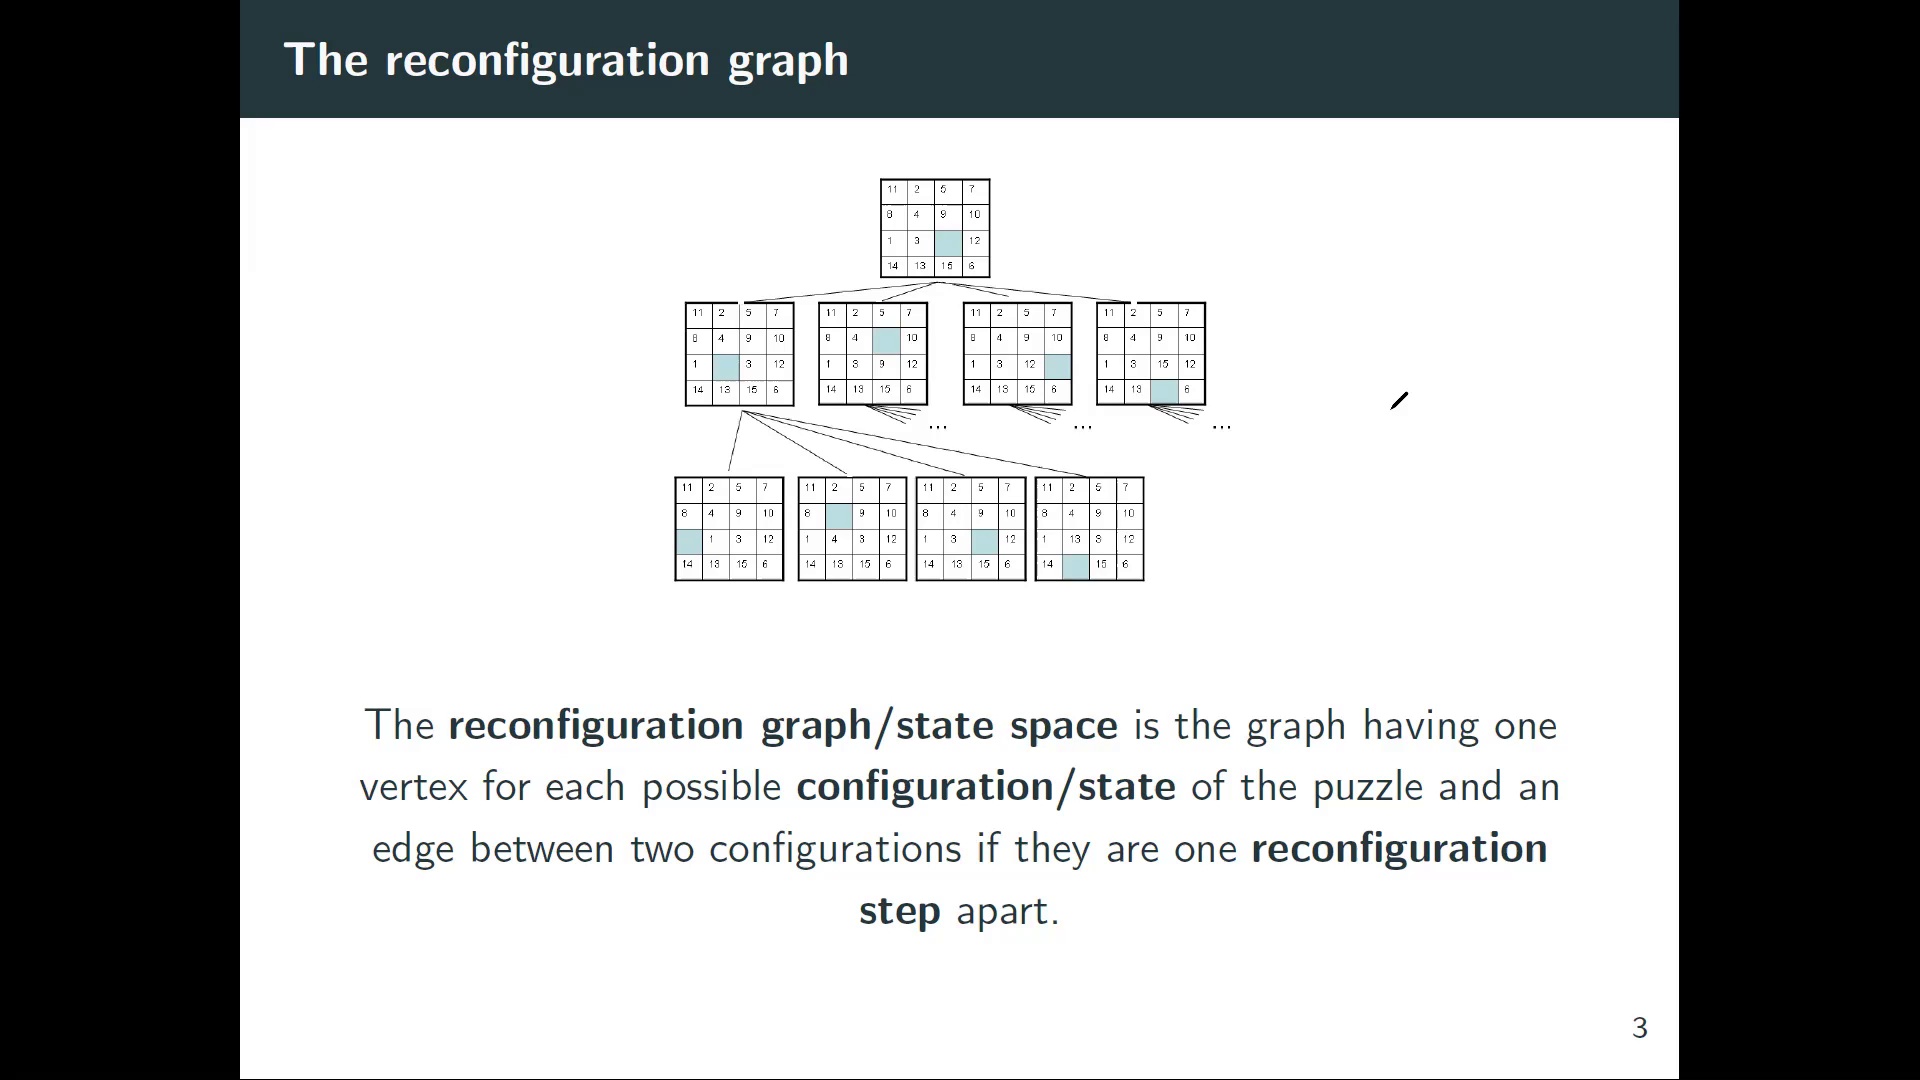 The reconfiguration graph
11 2 5 7
8 4 9 10
1 3 12
14 13 15 6
11 2 5 7
8 4 9 10
1 3 12
14 13 15 6
11 2 5 7
8 4 10
1 3 9 12
14 13 15 6
11 2 5 7
8 4 9 10
1 3 12
14 13 15 6
11 2 5 7
8 4 9 10
1 3 15 12
14 13 6
... ... ...
11 2 5 7
8 4 9 10
1 3 12
14 13 15 6
11 2 5 7
8 9 10
1 4 3 12
14 13 15 6
11 2 5 7
8 4 9 10
1 3 12
14 13 15 6
11 2 5 7
8 4 9 10
1 13 3 12
14 15 6
The reconfiguration graph/state space is the graph having one
vertex for each possible configuration/state of the puzzle and an
edge between two configurations if they are one reconfiguration
step apart.
3